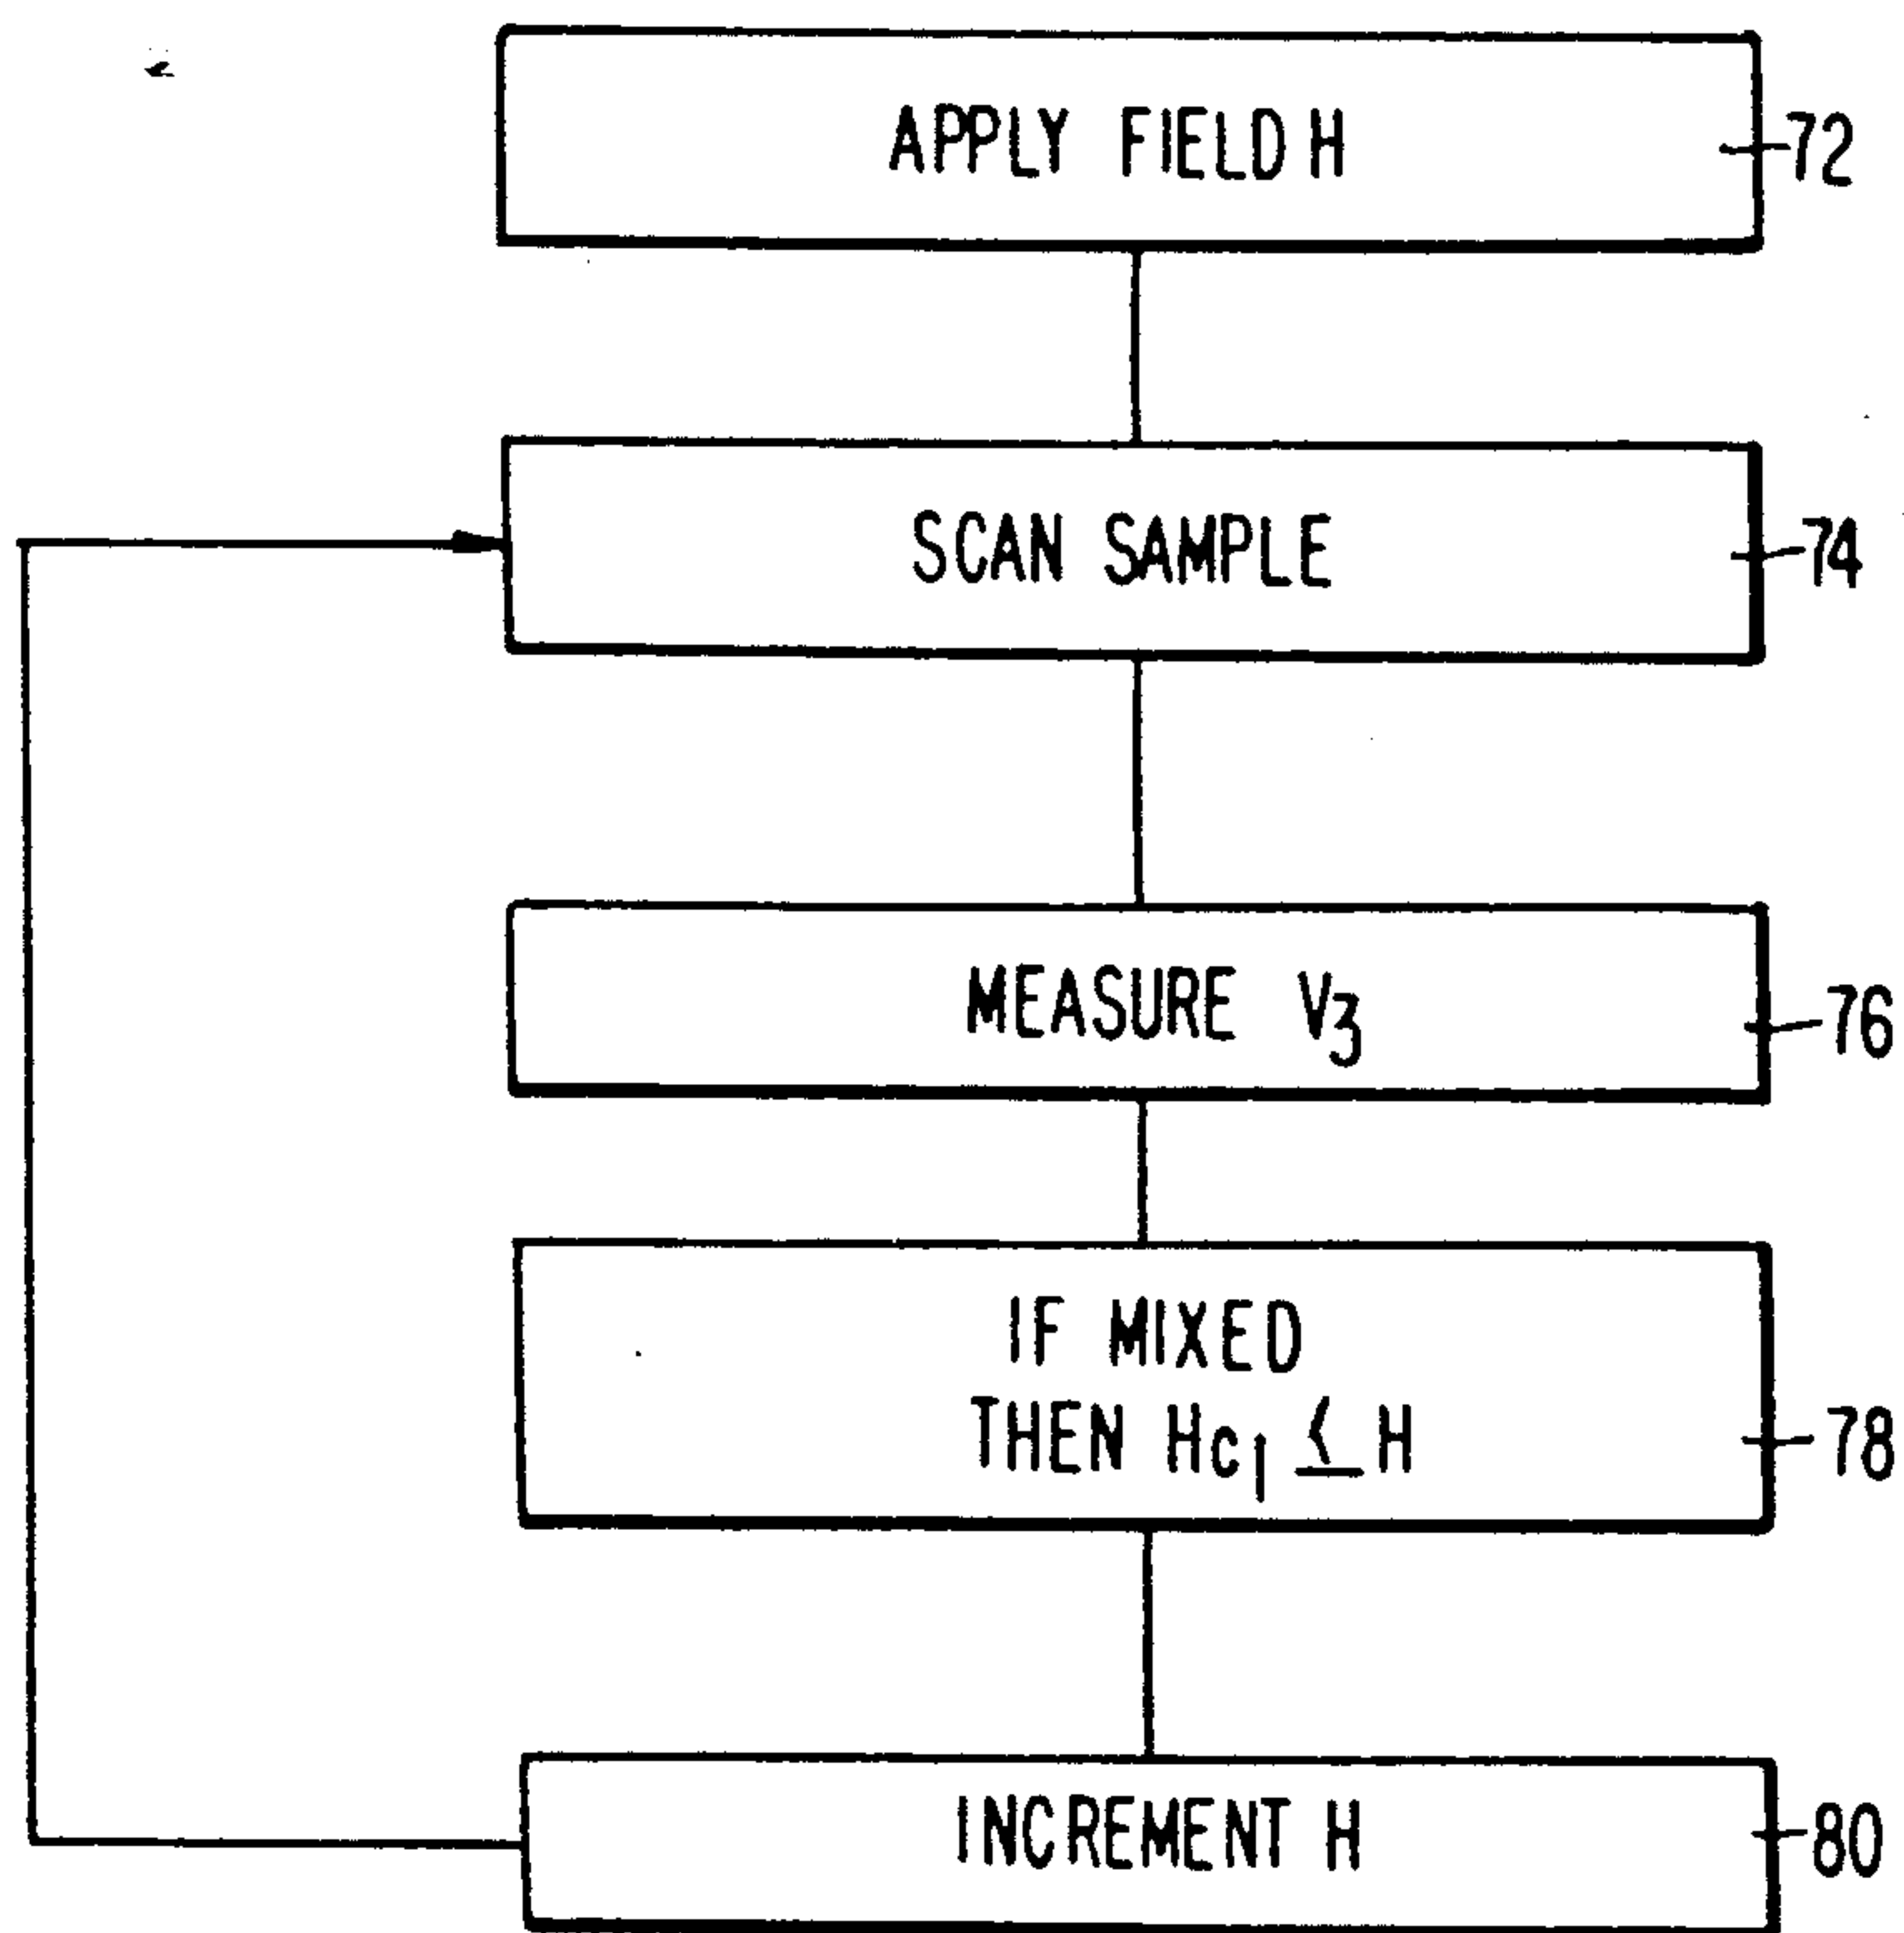 APPLY FIELD H
72
SCAN SAMPLE
74
MEASURE V₃
76
IF MIXED
THEN Hc₁ ≤ H
78
INCREMENT H
80